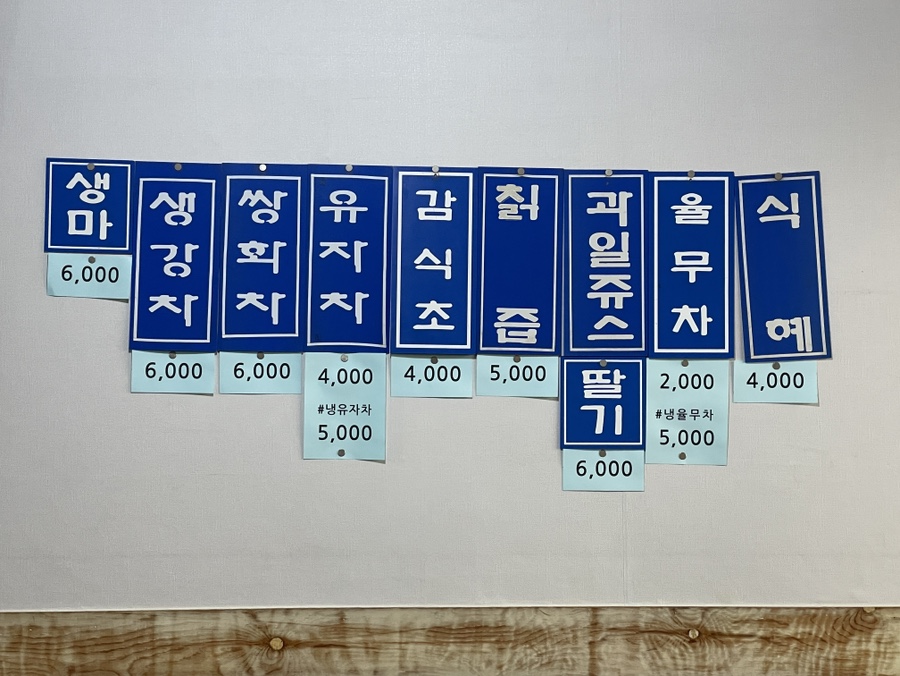 생마
6,000
생강차
6,000
쌍화차
6,000
유자차
4,000
#냉유자차
5,000
감식초
4,000
칡즙
5,000
과일쥬스
딸기
6,000
율무차
2,000
#냉율무차
5,000
식혜
4,000